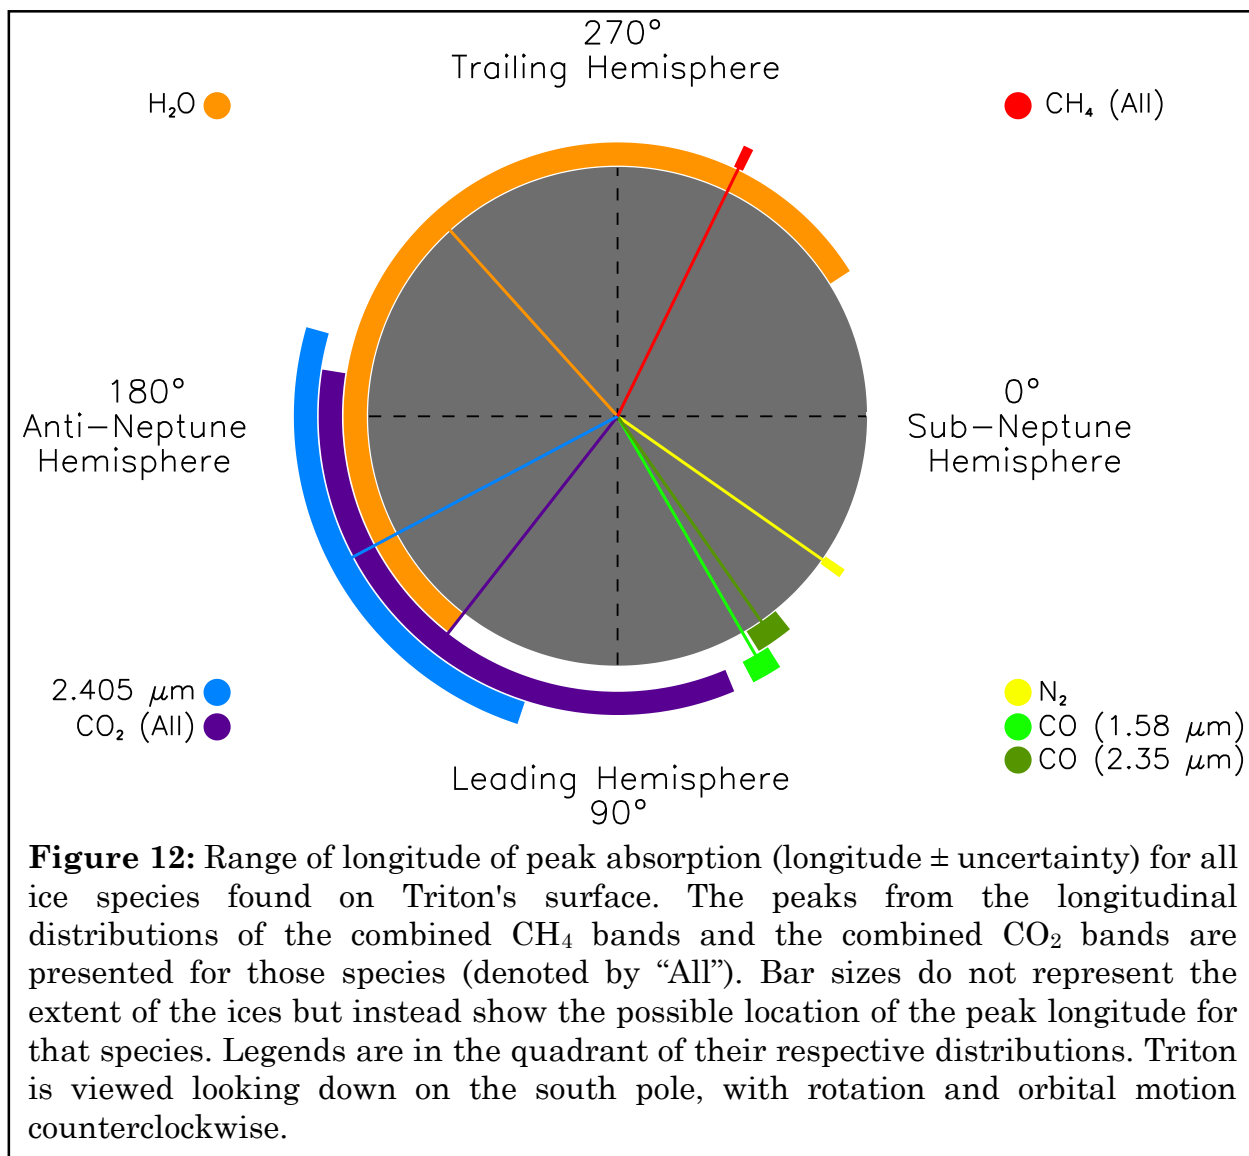 270°
Trailing Hemisphere
H₂O
CH₄ (All)
180°
Anti-Neptune
Hemisphere
0°
Sub-Neptune
Hemisphere
2.405 μm
CO₂ (All)
N₂
CO (1.58 μm)
CO (2.35 μm)
Leading Hemisphere
90°
Figure 12: Range of longitude of peak absorption (longitude ± uncertainty) for all
ice species found on Triton's surface. The peaks from the longitudinal
distributions of the combined CH₄ bands and the combined CO₂ bands are
presented for those species (denoted by “All”). Bar sizes do not represent the
extent of the ices but instead show the possible location of the peak longitude for
that species. Legends are in the quadrant of their respective distributions. Triton
is viewed looking down on the south pole, with rotation and orbital motion
counterclockwise.